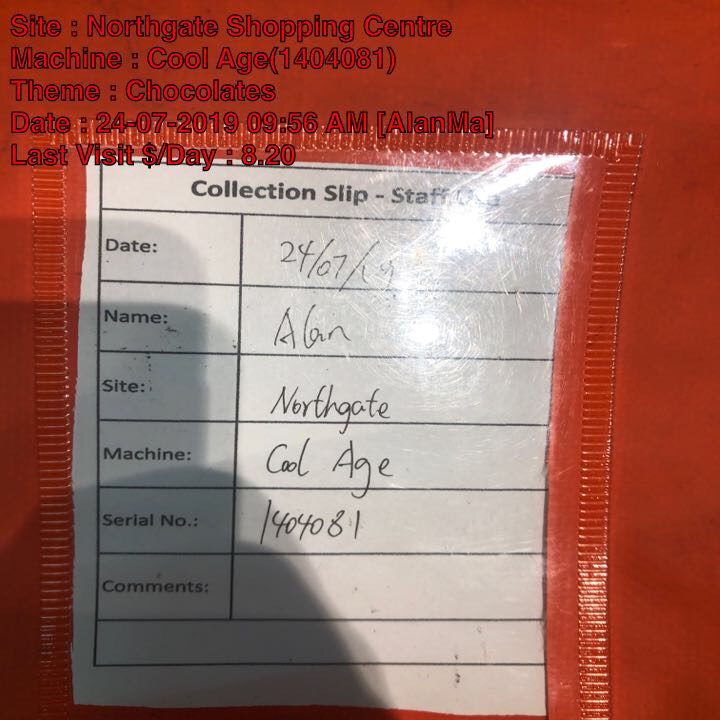 Site : Northgate Shopping Centre
Machine : Cool Age(1404081)
Theme : Chocolates
Date : 24-07-2019 09:56 AM [AlanMa]
Last Visit $/Day : 8.20
Collection Slip - Staff Use
Date: 24/07/19
Name: Alan
Site: Northgate
Machine: Cool Age
Serial No.: 1404081
Comments: